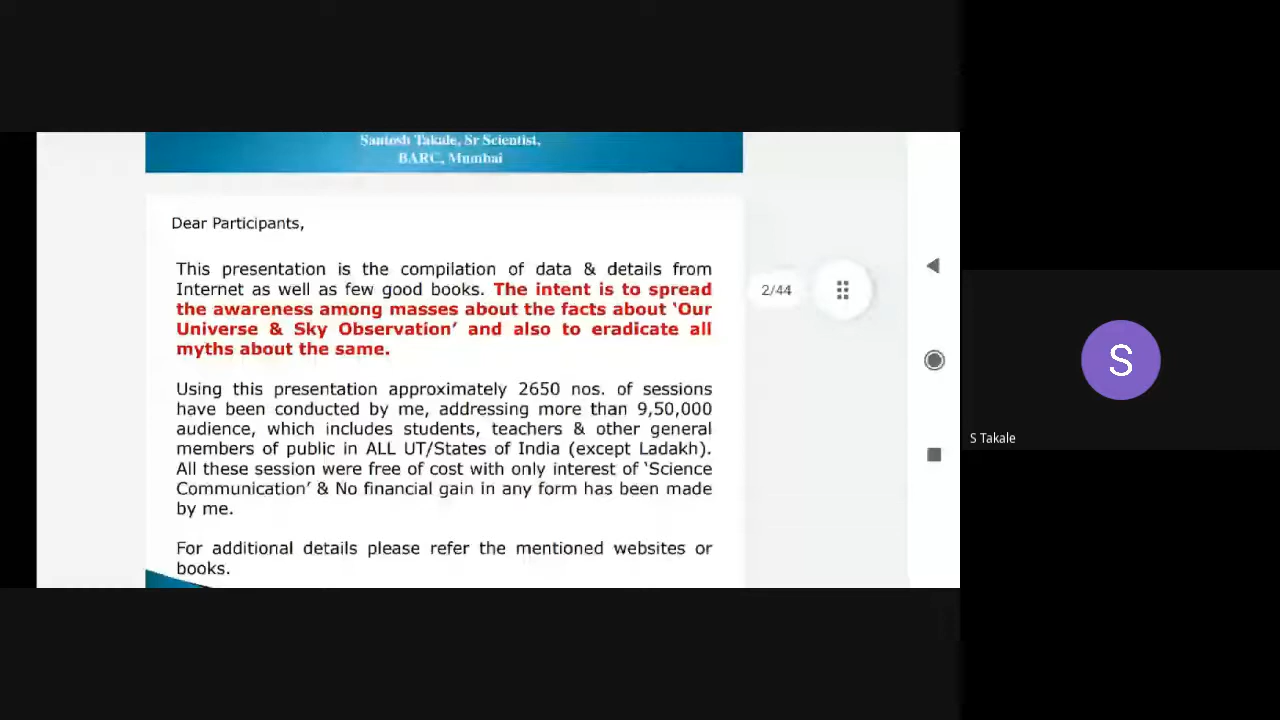 Santosh Takale, Sr Scientist,
BARC, Mumbai
Dear Participants,
This presentation is the compilation of data & details from
Internet as well as few good books. The intent is to spread
the awareness among masses about the facts about ‘Our
Universe & Sky Observation’ and also to eradicate all
myths about the same.
Using this presentation approximately 2650 nos. of sessions
have been conducted by me, addressing more than 9,50,000
audience, which includes students, teachers & other general
members of public in ALL UT/States of India (except Ladakh).
All these session were free of cost with only interest of ‘Science
Communication’ & No financial gain in any form has been made
by me.
For additional details please refer the mentioned websites or
books.
2/44
S
S Takale